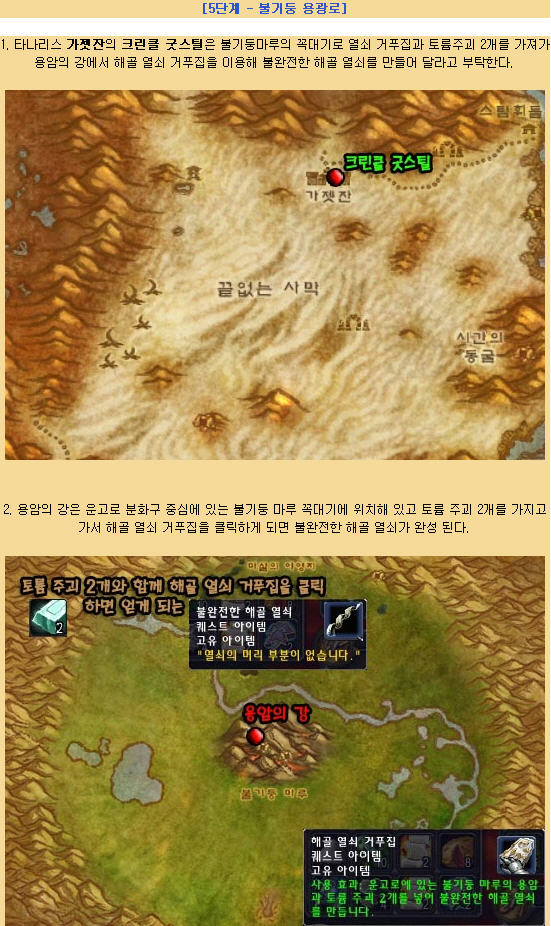 [5단계 - 불기둥 용광로]
1. 타나리스 가젯잔의 크린클 굿스틸은 불기둥마루의 꼭대기로 열쇠 거푸집과 토륨주괴 2개를 가져가
용암의 강에서 해골 열쇠 거푸집을 이용해 불완전한 해골 열쇠를 만들어 달라고 부탁한다.
스팀휘들
크린클 굿스틸
가젯잔
끝없는 사막
시간의
동굴
2. 용암의 강은 운고로 분화구 중심에 있는 불기둥 마루 꼭대기에 위치해 있고 토륨 주괴 2개를 가지고
가서 해골 열쇠 거푸집을 클릭하게 되면 불완전한 해골 열쇠가 완성 된다.
토륨 주괴 2개와 함께 해골 열쇠 거푸집을 클릭
하면 얻게 되는
2
불완전한 해골 열쇠
퀘스트 아이템
고유 아이템
"열쇠의 머리 부분이 없습니다."
용암의 강
불기둥 마루
해골 열쇠 거푸집
퀘스트 아이템
고유 아이템
사용 효과: 운고로에 있는 불기둥 마루의 용암
과 토륨 주괴 2개를 넣어 불완전한 해골 열쇠
를 만듭니다.